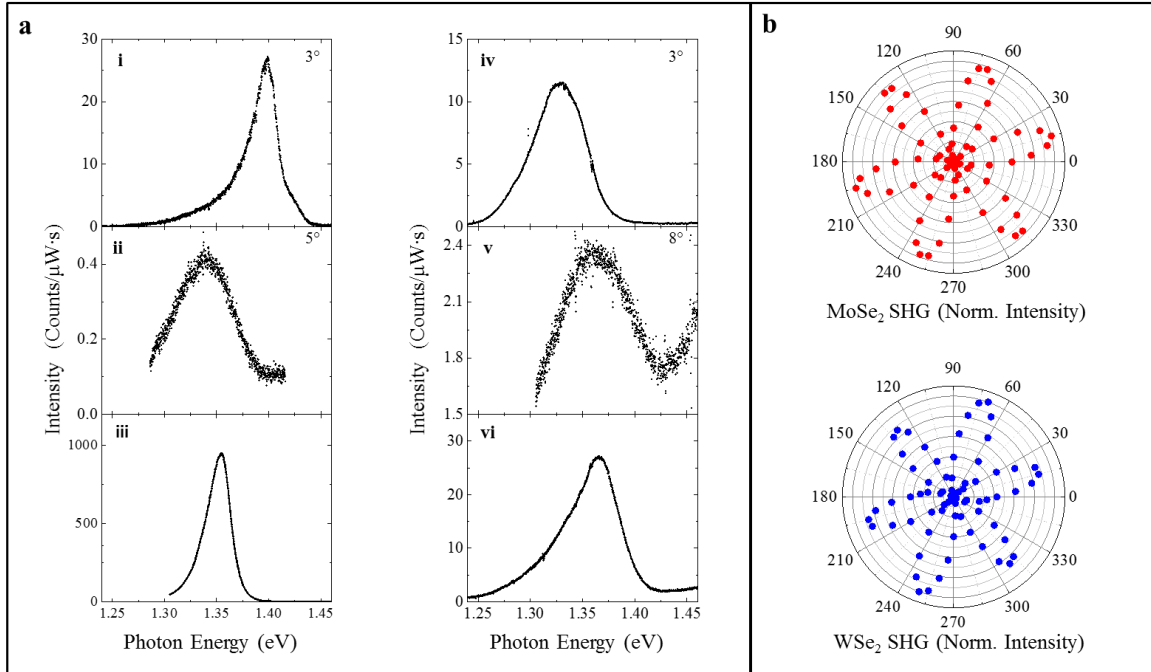 a
b
i
3°
30
20
10
0
iv
3°
15
10
5
0
ii
5°
0.4
0.2
0.0
v
8°
2.4
2.1
1.8
1.5
iii
1000
750
500
250
0
vi
30
20
10
0
Intensity (Counts/μW·s)
Intensity (Counts/μW·s)
1.25 1.30 1.35 1.40 1.45
1.25 1.30 1.35 1.40 1.45
Photon Energy (eV)
Photon Energy (eV)
90
120 60
150 30
180 0
210 330
240 300
270
MoSe₂ SHG (Norm. Intensity)
90
120 60
150 30
180 0
210 330
240 300
270
WSe₂ SHG (Norm. Intensity)